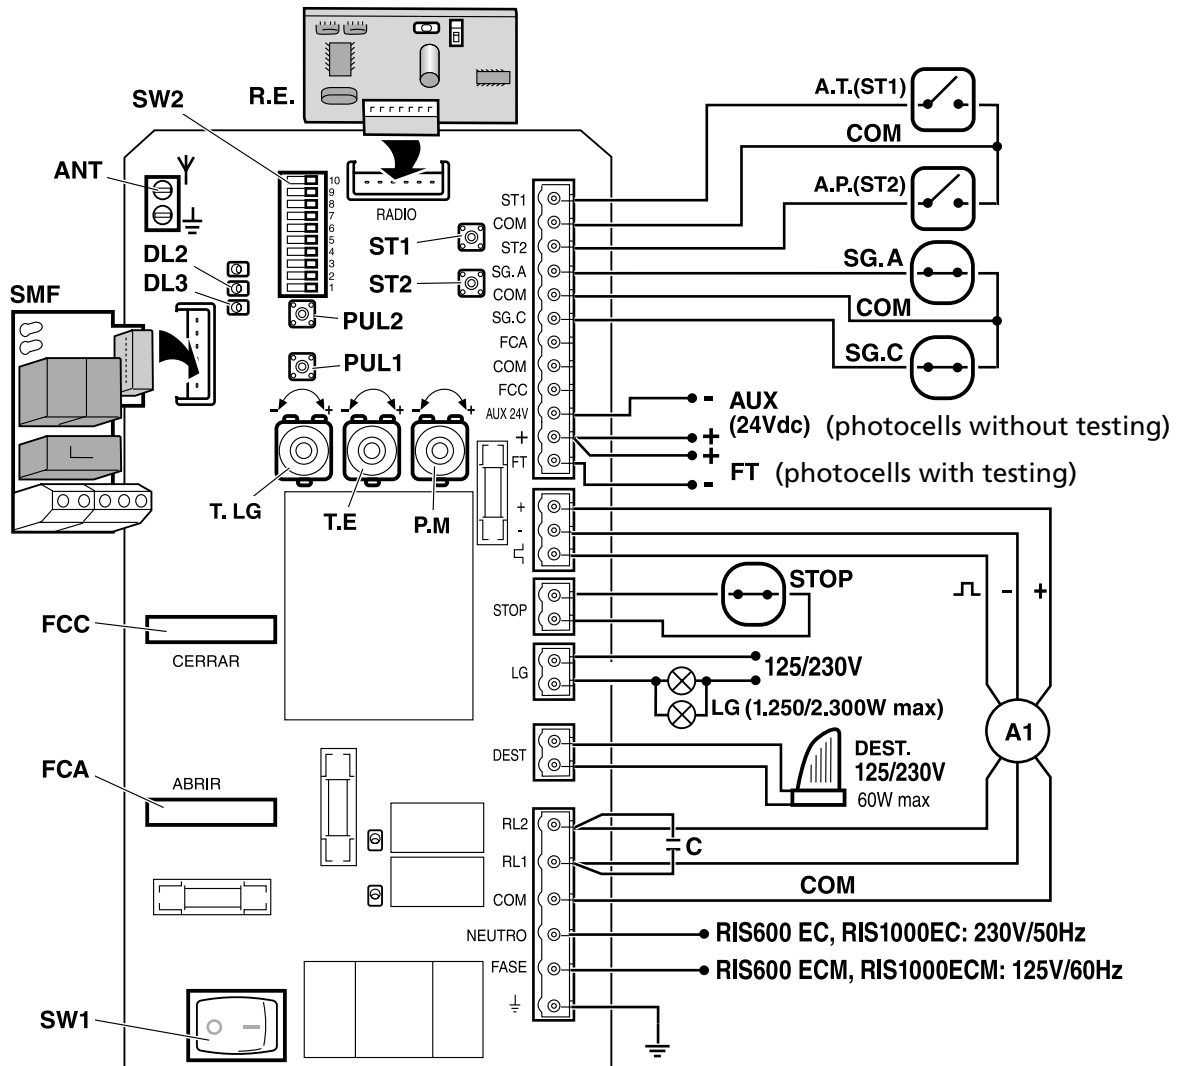 R.E.
SW2
A.T.(ST1)
COM
ANT
10
9
8
7
6
5
4
3
2
1
RADIO
A.P.(ST2)
ST1
COM
ST2
SG.A
COM
SG.C
FCA
COM
FCC
AUX 24V
+
FT
ST1
ST2
DL2
DL3
SMF
PUL2
PUL1
SG.A
COM
SG.C
- AUX
+ (24Vdc) (photocells without testing)
+ FT (photocells with testing)
-
- +
- +
- +
T. LG
T.E
P.M
+
-
STOP
STOP
- +
FCC
CERRAR
LG
125/230V
LG (1.250/2.300W max)
A1
FCA
ABRIR
DEST
DEST.
125/230V
60W max
RL2
RL1
COM
C
COM
NEUTRO
RIS600 EC, RIS1000EC: 230V/50Hz
FASE
RIS600 ECM, RIS1000ECM: 125V/60Hz
SW1